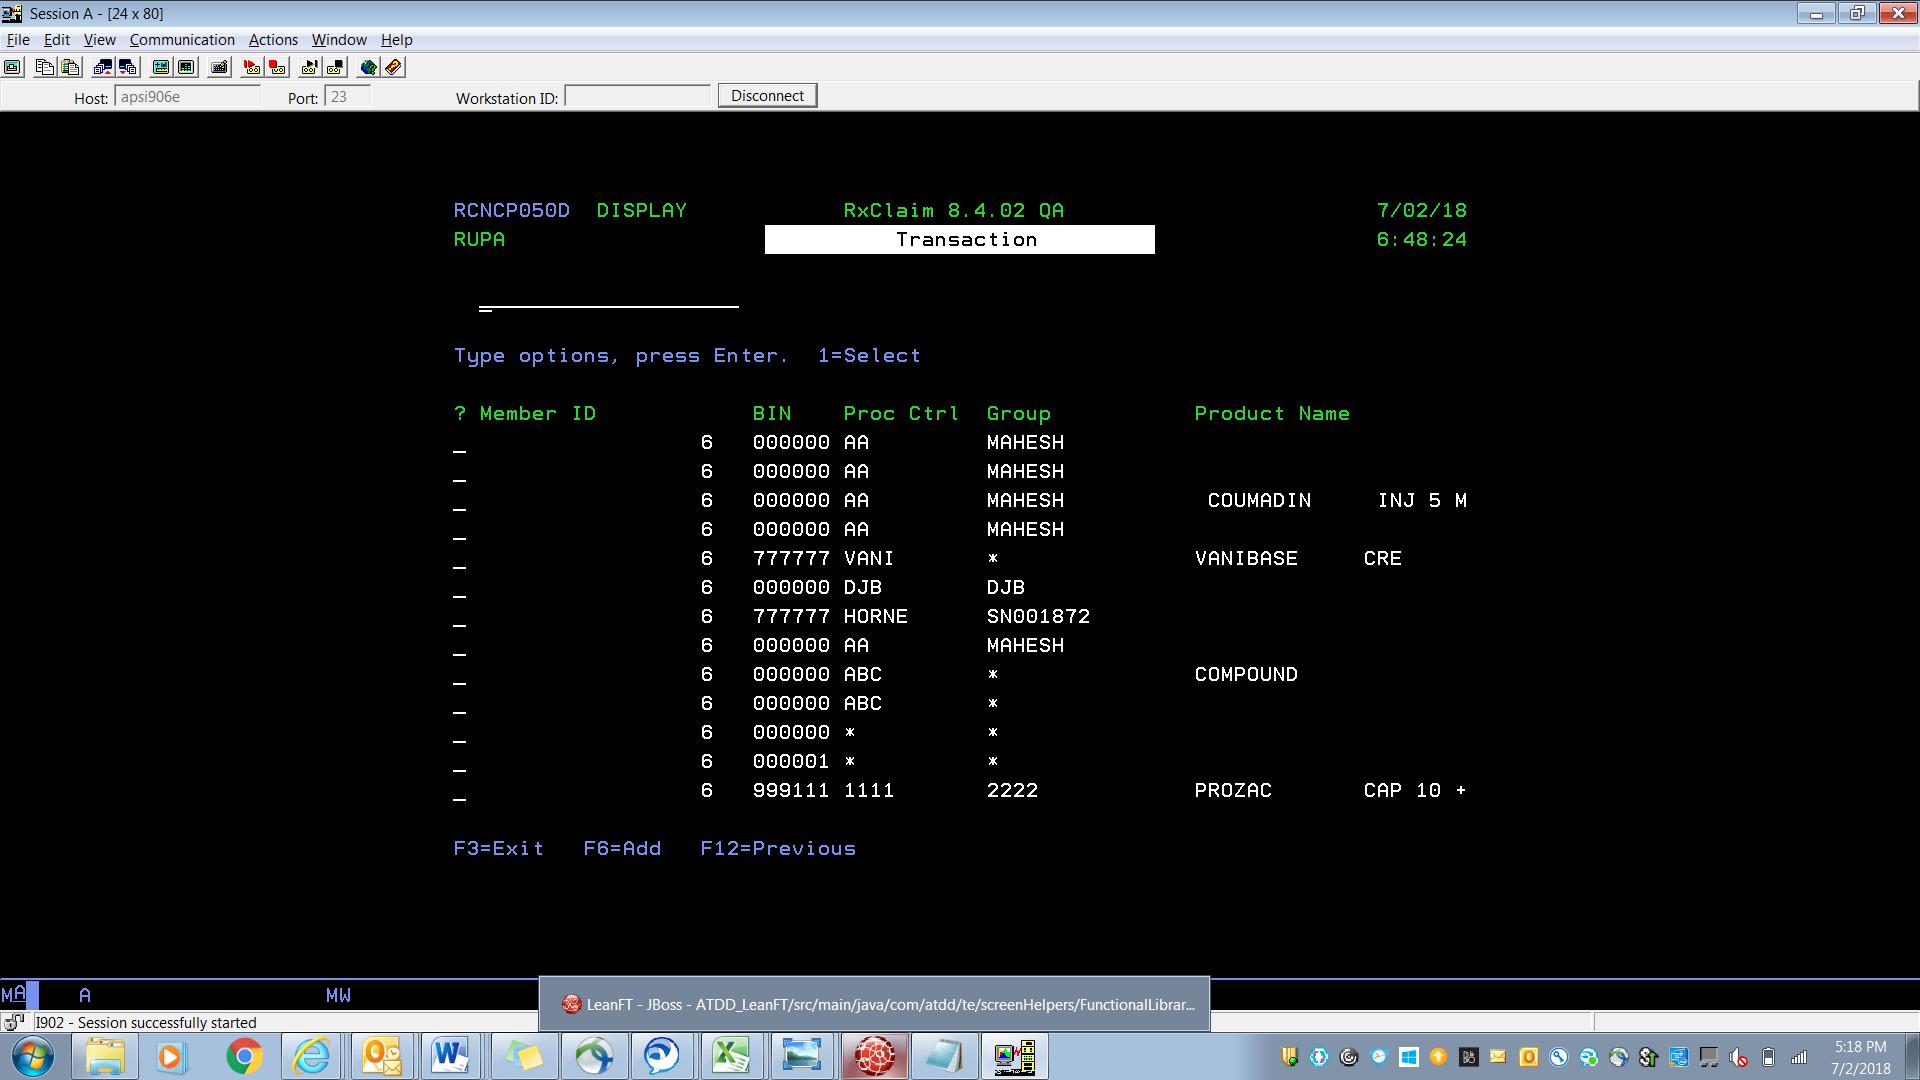 Session A - [24 x 80]
File Edit View Communication Actions Window Help
Host: apsi906e Port: 23 Workstation ID: Disconnect
RCNCP050D DISPLAY RxClaim 8.4.02 QA 7/02/18
RUPA Transaction 6:48:24
Type options, press Enter. 1=Select
? Member ID BIN Proc Ctrl Group Product Name
_ 6 000000 AA MAHESH
_ 6 000000 AA MAHESH
_ 6 000000 AA MAHESH COUMADIN INJ 5 M
_ 6 000000 AA MAHESH
_ 6 777777 VANI * VANIBASE CRE
_ 6 000000 DJB DJB
_ 6 777777 HORNE SN001872
_ 6 000000 AA MAHESH
_ 6 000000 ABC * COMPOUND
_ 6 000000 ABC *
_ 6 000000 * *
_ 6 000001 * *
_ 6 999111 1111 2222 PROZAC CAP 10 +
F3=Exit F6=Add F12=Previous
MA A MW
LeanFT - JBoss - ATDD_LeanFT/src/main/java/com/atdd/te/screenHelpers/FunctionalLibrar...
I902 - Session successfully started
5:18 PM
7/2/2018